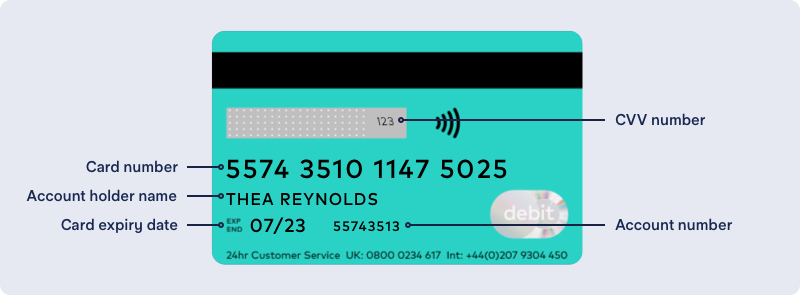 123
CVV number
Card number
5574 3510 1147 5025
Account holder name
THEA REYNOLDS
debit
Card expiry date
EXP
END
07/23
55743513
Account number
24hr Customer Service UK: 0800 0234 617 Int: +44(0)207 9304 450